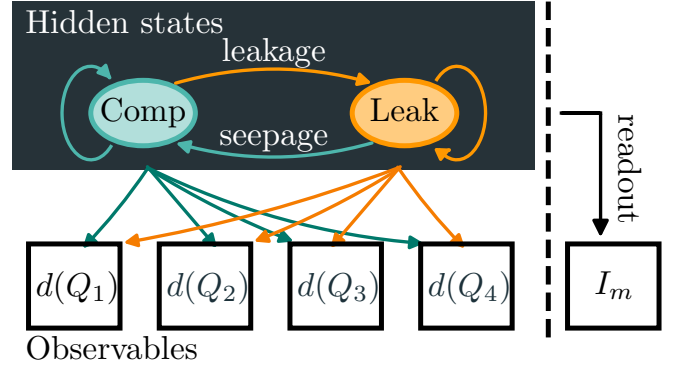 Hidden states
leakage
Comp
Leak
seepage
readout
d(Q₁)
d(Q₂)
d(Q₃)
d(Q₄)
Iₘ
Observables